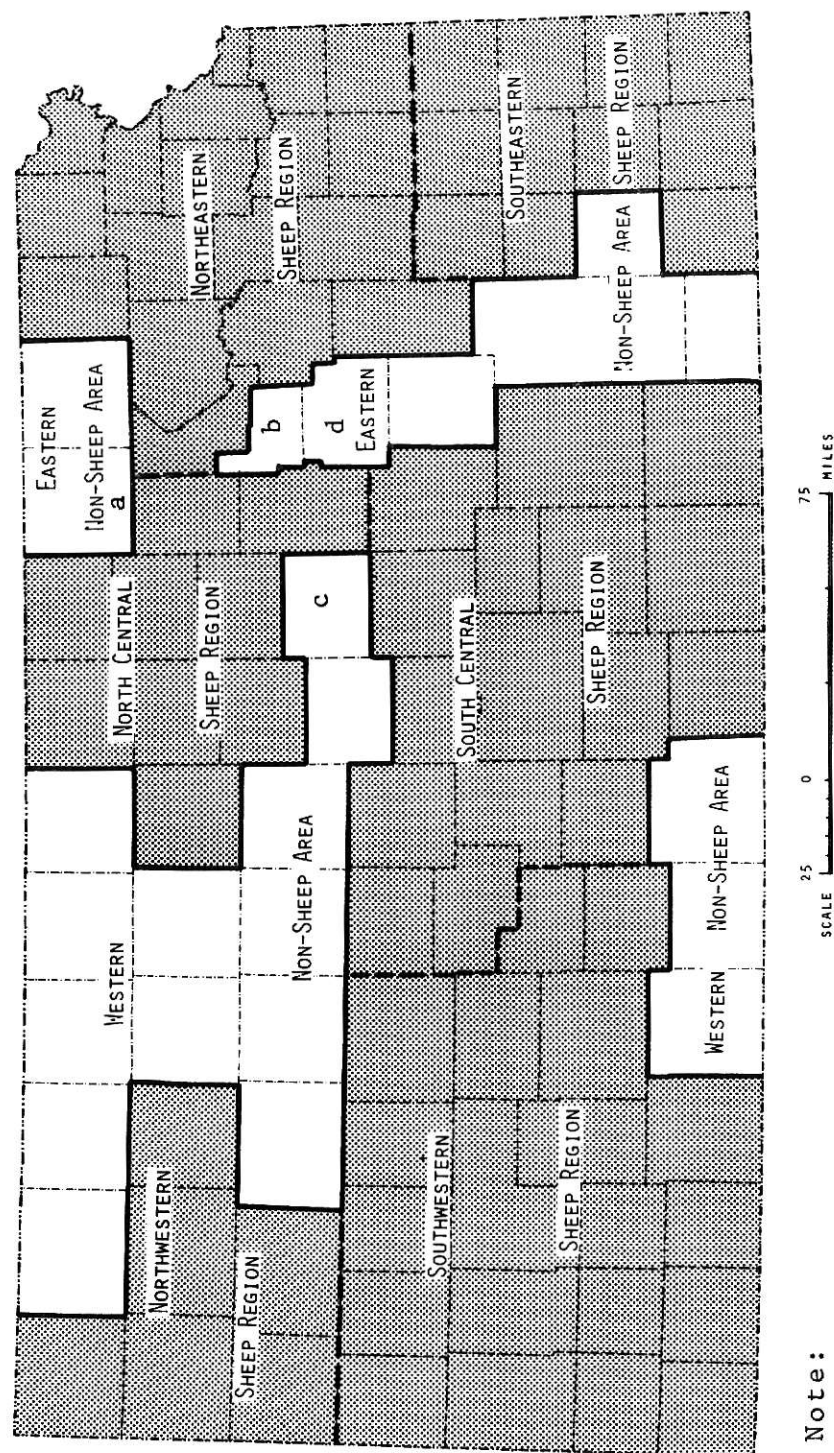 WESTERN
NORTHWESTERN
SHEEP REGION
NON-SHEEP AREA
NORTH CENTRAL
SHEEP REGION
c
EASTERN
NON-SHEEP AREA
a
NORTHEASTERN
SHEEP REGION
b
d
EASTERN
SOUTHWESTERN
SHEEP REGION
SOUTH CENTRAL
SHEEP REGION
SOUTHEASTERN
SHEEP REGION
NON-SHEEP AREA
WESTERN
NON-SHEEP AREA
25 0 75
SCALE MILES
Note: